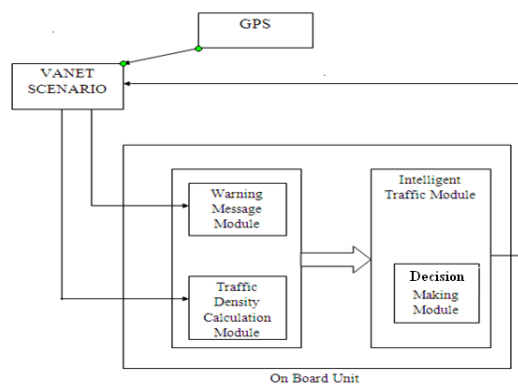 GPS
VANET
SCENARIO
Warning
Message
Module
Traffic
Density
Calculation
Module
Intelligent
Traffic Module
Decision
Making
Module
On Board Unit